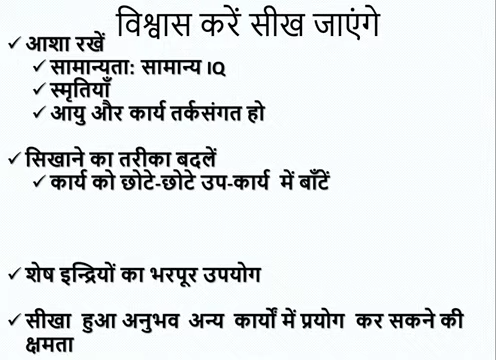 विश्वास करें सीख जाएंगे
✓ आशा रखें
✓ सामान्यता: सामान्य IQ
✓ स्मृतियाँ
✓ आयु और कार्य तर्कसंगत हो
✓ सिखाने का तरीका बदलें
✓ कार्य को छोटे-छोटे उप-कार्य में बाँटें
✓ शेष इन्द्रियों का भरपूर उपयोग
✓ सीखा हुआ अनुभव अन्य कार्यों में प्रयोग कर सकने की
क्षमता